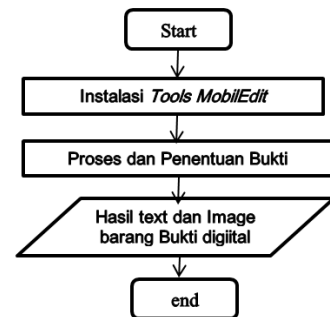 Start
Instalasi Tools MobilEdit
Proses dan Penentuan Bukti
Hasil text dan Image
barang Bukti digiital
end